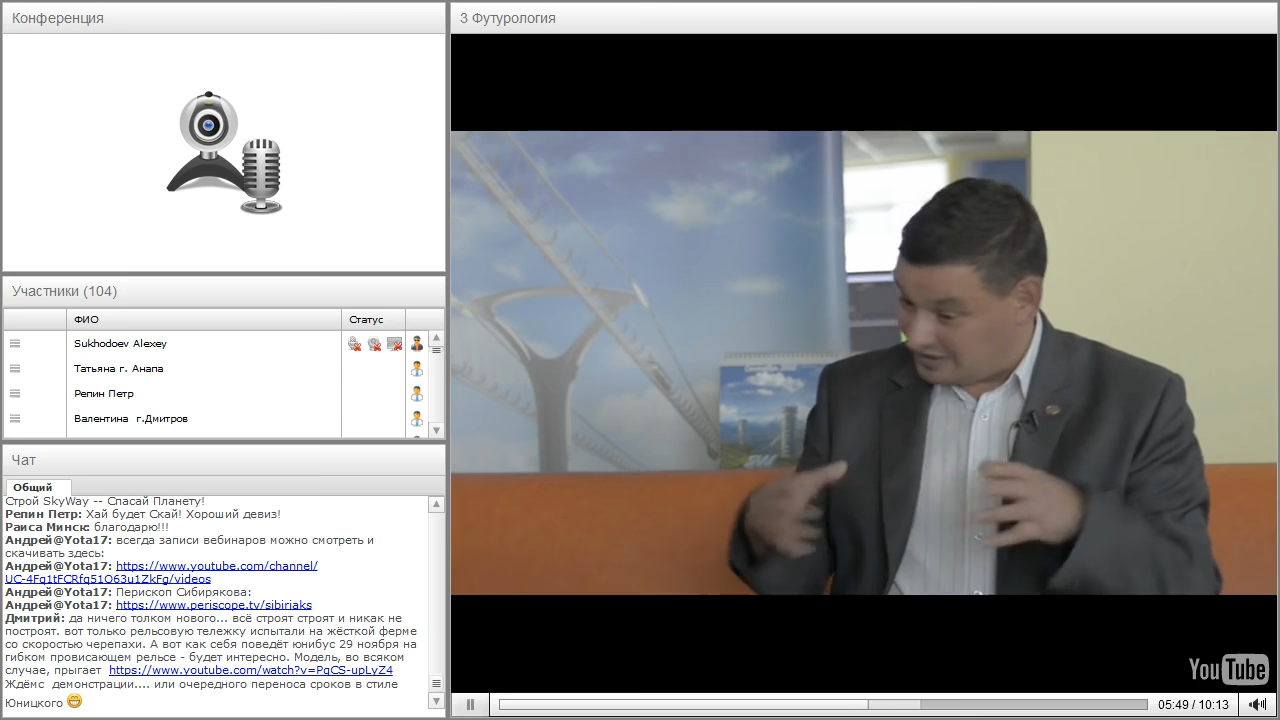 Конференция
3 Футурология
Участники (104)
ФИО
Статус
Sukhodoev Alexey
Татьяна г. Анапа
Репин Петр
Валентина г.Дмитров
Чат
Общий
Строй SkyWay -- Спасай Планету!
Репин Петр: Хай будет Скай! Хороший девиз!
Раиса Минск: благодарю!!!
Андрей@Yota17: всегда записи вебинаров можно смотреть и
скачивать здесь:
Андрей@Yota17: https://www.youtube.com/channel/
UC-4Fq1tFCRfq51O63u1ZkFg/videos
Андрей@Yota17: Перископ Сибирякова:
Андрей@Yota17: https://www.periscope.tv/sibiriaks
Дмитрий: да ничего толком нового... всё строят строят и никак не
построят. вот только рельсовую тележку испытали на жёсткой ферме
со скоростью черепахи. А вот как себя поведёт юнибус 29 ноября на
гибком провисающем рельсе - будет интересно. Модель, во всяком
случае, прыгает https://www.youtube.com/watch?v=PqCS-upLyZ4
Ждёмс демонстрации.... или очередного переноса сроков в стиле
Юницкого
SW
YouTube
05:49 / 10:13